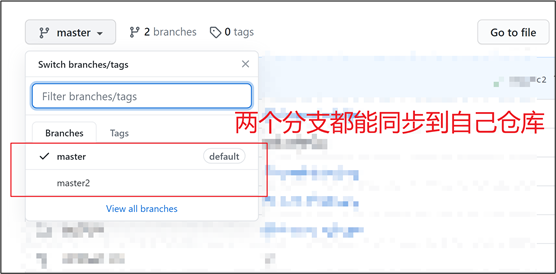 master
2 branches
0 tags
Go to file
Switch branches/tags
Filter branches/tags
c2
两个分支都能同步到自己仓库
Branches
Tags
master
default
master2
View all branches